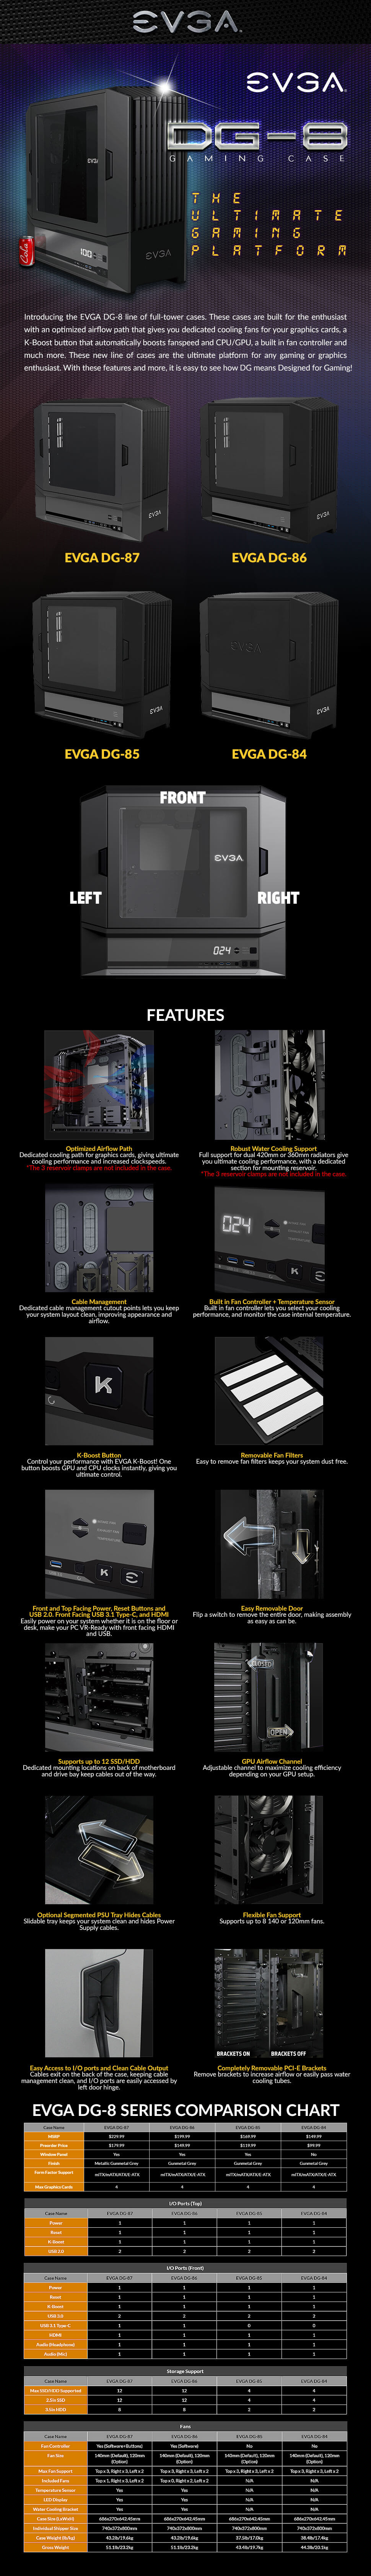 EVGA
EVGA
DG-8
GAMING CASE
THE
ULTIMATE
GAMING
PLATFORM
EVGA
100
EVGA
Cola
Introducing the EVGA DG-8 line of full-tower cases. These cases are built for the enthusiast
with an optimized airflow path that gives you dedicated cooling fans for your graphics cards, a
K-Boost button that automatically boosts fanspeed and CPU/GPU, a built in fan controller and
much more. These new line of cases are the ultimate platform for any gaming or graphics
enthusiast. With these features and more, it is easy to see how DG means Designed for Gaming!
EVGA
EVGA
EVGA DG-87
EVGA DG-86
EVGA
EVGA
EVGA
EVGA DG-85
EVGA DG-84
FRONT
EVGA
LEFT
RIGHT
024
FEATURES
Optimized Airflow Path
Dedicated cooling path for graphics cards, giving ultimate
cooling performance and increased clockspeeds.
*The 3 reservoir clamps are not included in the case.
Robust Water Cooling Support
Full support for dual 420mm or 360mm radiators give
you ultimate cooling performance, with a dedicated
section for mounting reservoir.
*The 3 reservoir clamps are not included in the case.
024
K
Cable Management
Dedicated cable management cutout points lets you keep
your system layout clean, improving appearance and
airflow.
Built in Fan Controller + Temperature Sensor
Built in fan controller lets you select your cooling
performance, and monitor the case internal temperature.
K
K-Boost Button
Control your performance with EVGA K-Boost! One
button boosts GPU and CPU clocks instantly, giving you
ultimate control.
Removable Fan Filters
Easy to remove fan filters keeps your system dust free.
K
Front and Top Facing Power, Reset Buttons and
USB 2.0. Front Facing USB 3.1 Type-C, and HDMI
Easily power on your system whether it is on the floor or
desk, make your PC VR-Ready with front facing HDMI
and USB.
Easy Removable Door
Flip a switch to remove the entire door, making assembly
as easy as can be.
CLOSED
OPEN
Supports up to 12 SSD/HDD
Dedicated mounting locations on back of motherboard
and drive bay keep cables out of the way.
GPU Airflow Channel
Adjustable channel to maximize cooling efficiency
depending on your GPU setup.
Optional Segmented PSU Tray Hides Cables
Slidable tray keeps your system clean and hides Power
Supply cables.
Flexible Fan Support
Supports up to 8 140 or 120mm fans.
BRACKETS ON BRACKETS OFF
Easy Access to I/O ports and Clean Cable Output
Cables exit on the back of the case, keeping cable
management clean, and I/O ports are easily accessed by
left door hinge.
Completely Removable PCI-E Brackets
Remove brackets to increase airflow or easily pass water
cooling tubes.
EVGA DG-8 SERIES COMPARISON CHART
Case Name EVGA DG-87 EVGA DG-86 EVGA DG-85 EVGA DG-84
MSRP $229.99 $199.99 $169.99 $149.99
Preorder Price $179.99 $149.99 $119.99 $99.99
Window Panel Yes Yes Yes No
Finish Metallic Gunmetal Grey Gunmetal Grey Gunmetal Grey Gunmetal Grey
Form Factor Support mITX/mATX/ATX/E-ATX mITX/mATX/ATX/E-ATX mITX/mATX/ATX/E-ATX mITX/mATX/ATX/E-ATX
Max Graphics Cards 4 4 4 4
I/O Ports (Top)
Case Name EVGA DG-87 EVGA DG-86 EVGA DG-85 EVGA DG-84
Power 1 1 1 1
Reset 1 1 1 1
K-Boost 1 1 1 1
USB 2.0 2 2 2 2
I/O Ports (Front)
Case Name EVGA DG-87 EVGA DG-86 EVGA DG-85 EVGA DG-84
Power 1 1 1 1
Reset 1 1 1 1
K-Boost 1 1 1 1
USB 3.0 2 2 2 2
USB 3.1 Type-C 1 1 0 0
HDMI 1 1 1 1
Audio (Headphone) 1 1 1 1
Audio (Mic) 1 1 1 1
Storage Support
Case Name EVGA DG-87 EVGA DG-86 EVGA DG-85 EVGA DG-84
Max SSD/HDD Supported 12 12 4 4
2.5in SSD 12 12 4 4
3.5in HDD 8 8 2 2
Fans
Case Name EVGA DG-87 EVGA DG-86 EVGA DG-85 EVGA DG-84
Fan Controller Yes (Software+Buttons) Yes (Software) No No
Fan Size 140mm (Default), 120mm (Option) 140mm (Default), 120mm (Option) 140mm (Default), 120mm (Option) 140mm (Default), 120mm (Option)
Max Fan Support Top x 3, Right x 3, Left x 2 Top x 3, Right x 3, Left x 2 Top x 3, Right x 3, Left x 2 Top x 3, Right x 3, Left x 2
Included Fans Top x 1, Right x 3, Left x 2 Top x 0, Right x 2, Left x 2 N/A N/A
Temperature Sensor Yes Yes N/A N/A
LED Display Yes Yes N/A N/A
Water Cooling Bracket Yes Yes N/A N/A
Case Size (LxWxH) 686x270x642.45mm 686x270x642.45mm 686x270x642.45mm 686x270x642.45mm
Individual Shipper Size 740x372x800mm 740x372x800mm 740x372x800mm 740x372x800mm
Case Weight (lb/kg) 43.2lb/19.6kg 43.2lb/19.6kg 37.5lb/17.0kg 38.4lb/17.4kg
Gross Weight 51.1lb/23.2kg 51.1lb/23.2kg 43.4lb/19.7kg 44.3lb/20.1kg